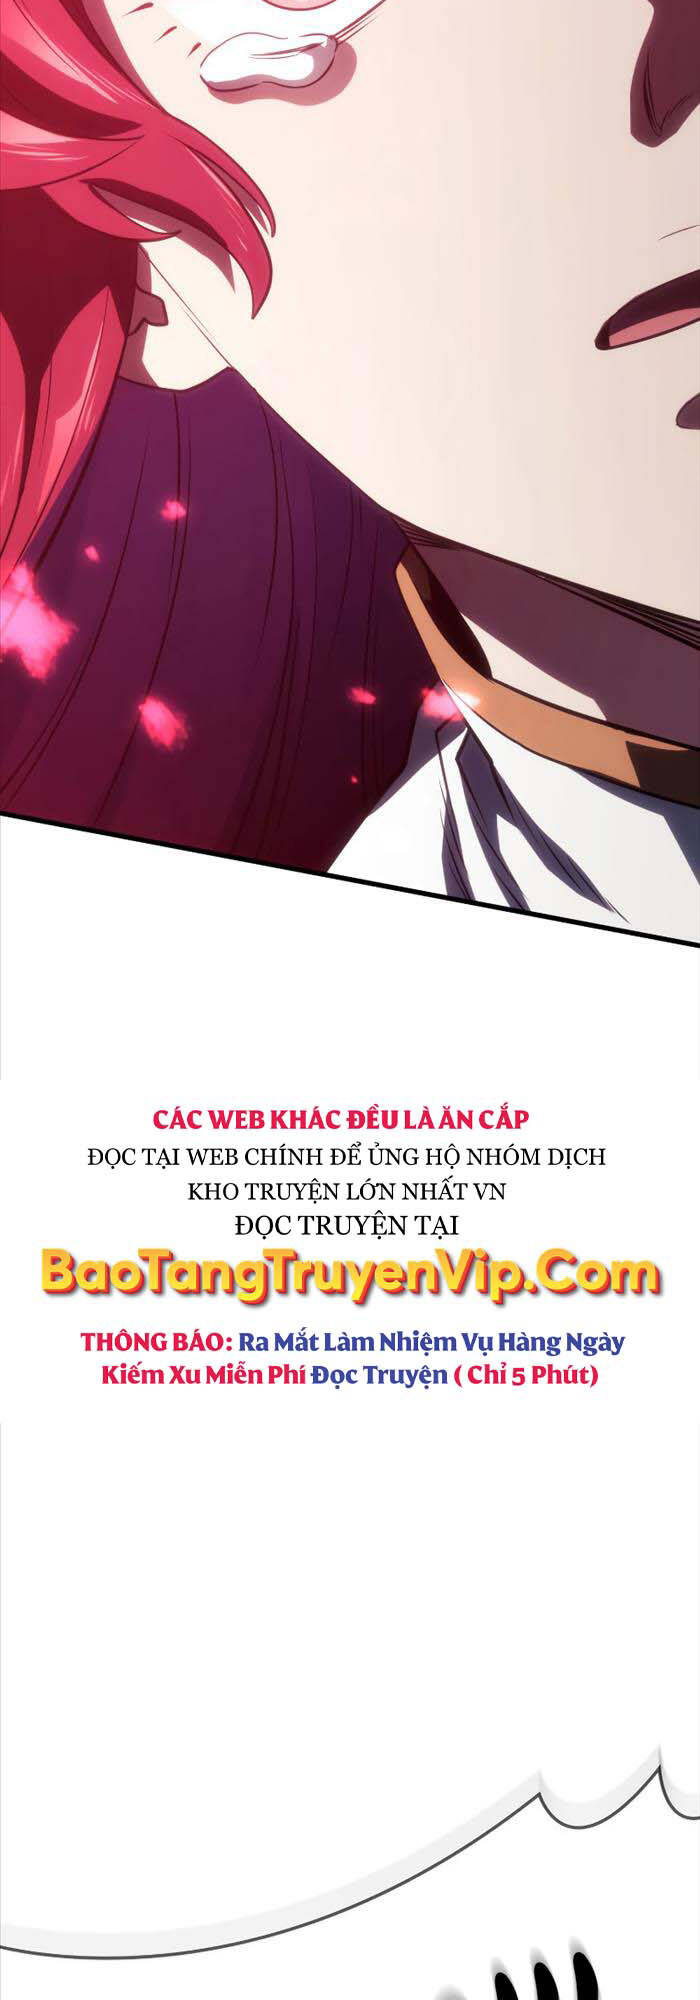 CÁC WEB KHÁC ĐỀU LÀ ĂN CẮP
ĐỌC TẠI WEB CHÍNH ĐỂ ỦNG HỘ NHÓM DỊCH
KHO TRUYỆN LỚN NHẤT VN
ĐỌC TRUYỆN TẠI
BaoTangTruyenVip.Com
THÔNG BÁO: Ra Mắt Làm Nhiệm Vụ Hàng Ngày
Kiếm Xu Miễn Phí Đọc Truyện ( Chỉ 5 Phút)